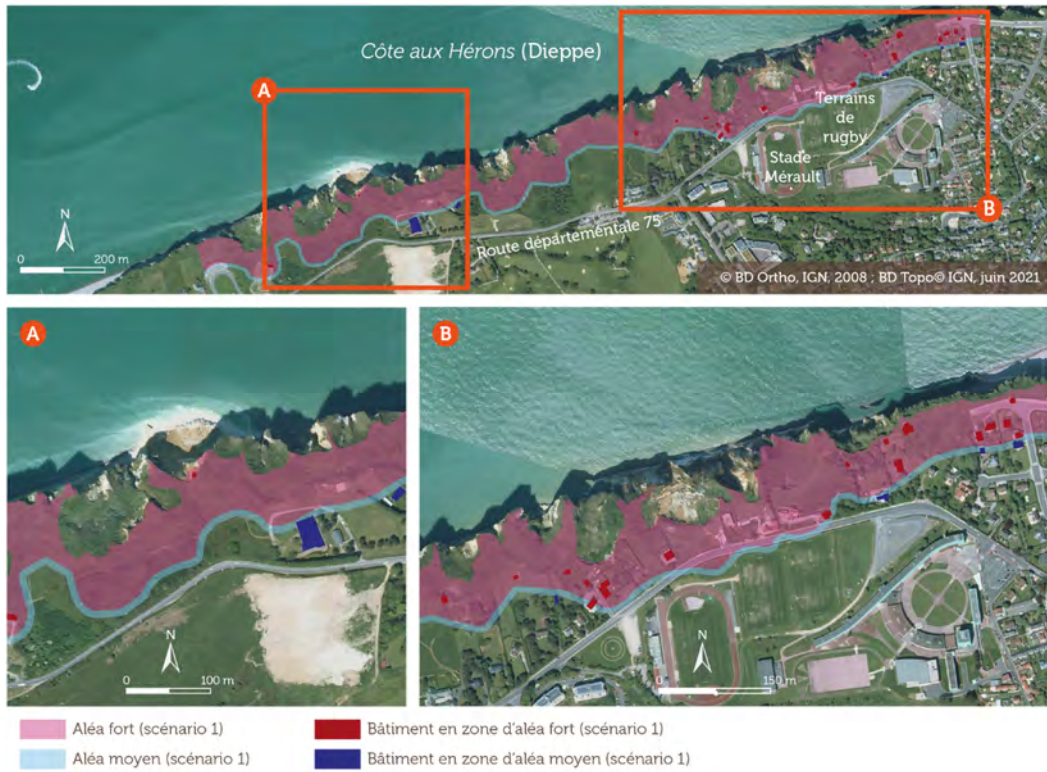 Côte aux Hérons (Dieppe)
A
Terrains
de
rugby
Stade
Mérault
B
N
200 m
0
Route départementale 75
© BD Ortho, IGN, 2008 ; BD Topo© IGN, juin 2021
A
B
N
0
100 m
N
0
150 m
Aléa fort (scénario 1)
Bâtiment en zone d'aléa fort (scénario 1)
Aléa moyen (scénario 1)
Bâtiment en zone d'aléa moyen (scénario 1)